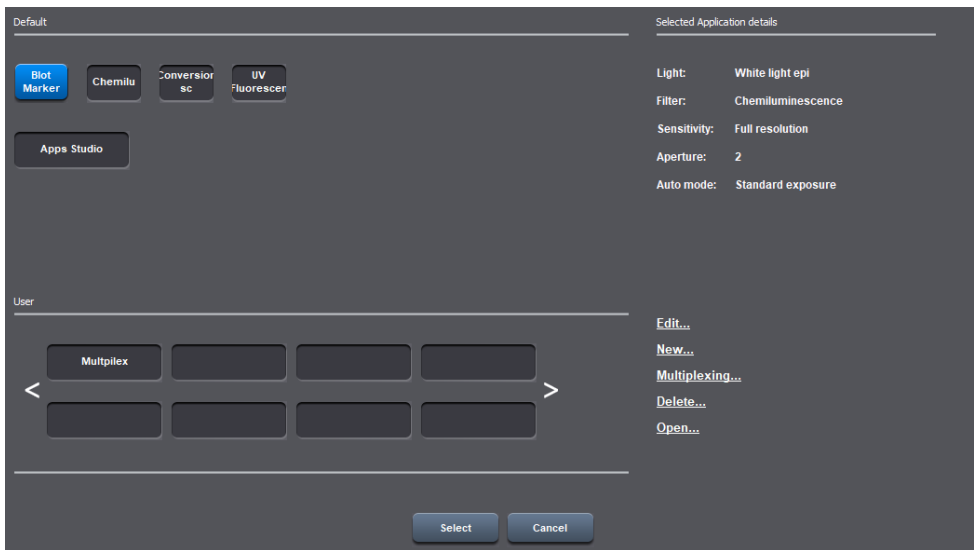 Default
Blot
Marker
Chemilu
Conversion
sc
UV
Fluorescen
Apps Studio
User
Multpilex
<
>
Select
Cancel
Selected Application details
Light: White light epi
Filter: Chemiluminescence
Sensitivity: Full resolution
Aperture: 2
Auto mode: Standard exposure
Edit...
New...
Multiplexing...
Delete...
Open...